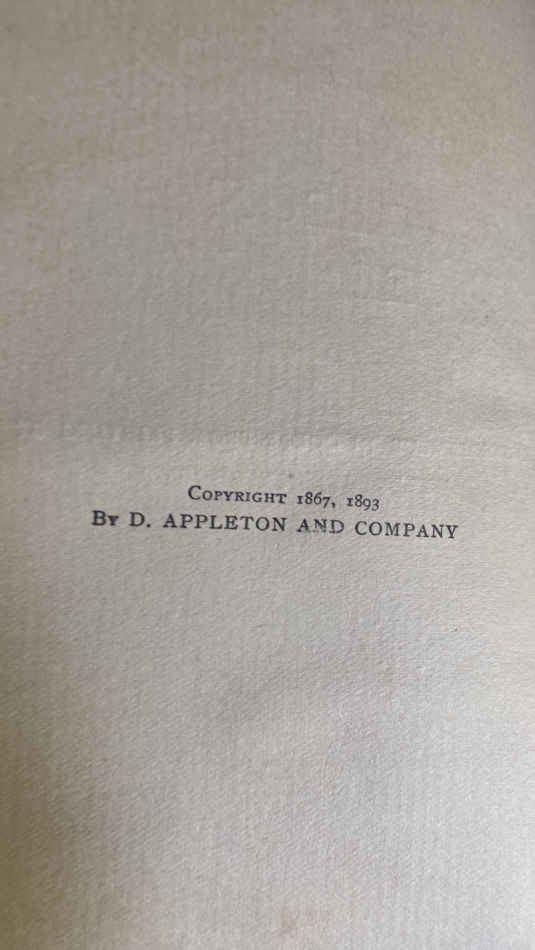 Copyright 1867, 1893
By D. APPLETON AND COMPANY